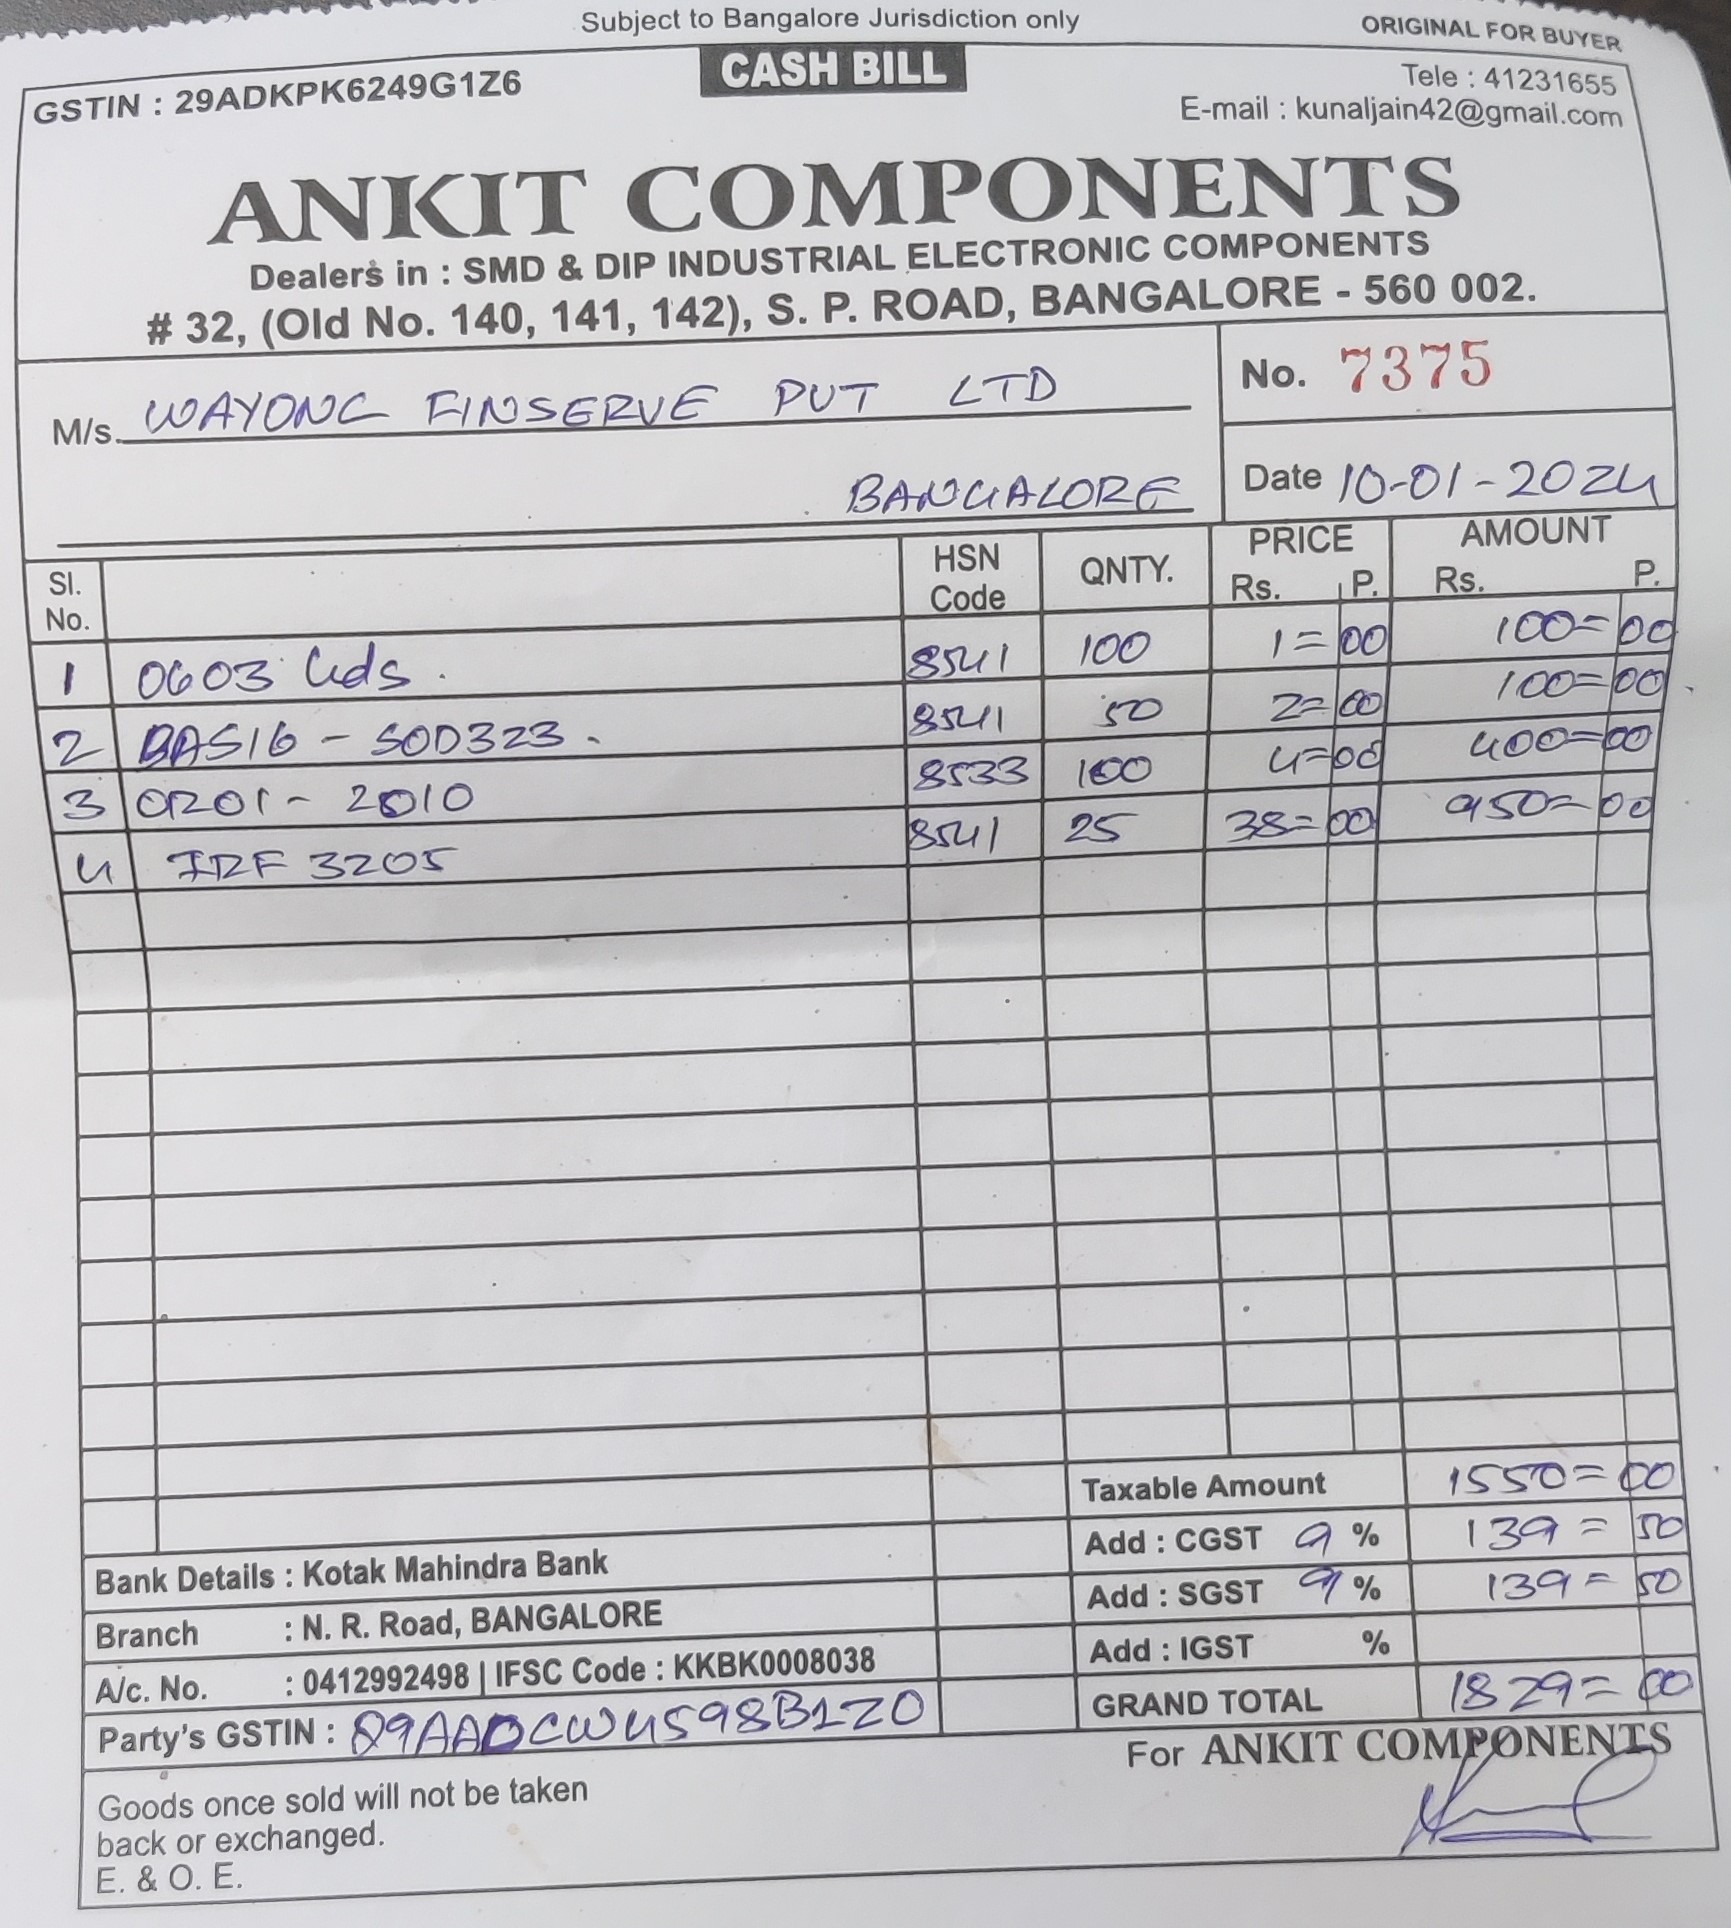 Subject to Bangalore Jurisdiction only
ORIGINAL FOR BUYER
GSTIN : 29ADKPK6249G1Z6
CASH BILL
Tele : 41231655
E-mail : kunaljain42@gmail.com
ANKIT COMPONENTS
Dealers in : SMD & DIP INDUSTRIAL ELECTRONIC COMPONENTS
# 32, (Old No. 140, 141, 142), S. P. ROAD, BANGALORE - 560 002.
M/s. WAYONC FINSERVE PVT LTD
No. 7375
BANGALORE
Date 10-01-2024
Sl. No. HSN Code QNTY. PRICE Rs. P. AMOUNT Rs. P.
1 0603 leds. 8541 100 1=00 100=00
2 BAS16 - SOD323. 8541 50 2=00 100=00
3 0R01 - 2010 8533 100 4=00 400=00
4 IRF 3205 8541 25 38=00 950=00
Taxable Amount 1550=00
Add : CGST 9 % 139=50
Bank Details : Kotak Mahindra Bank
Add : SGST 9 % 139=50
Branch : N. R. Road, BANGALORE
Add : IGST %
A/c. No. : 0412992498 | IFSC Code : KKBK0008038
GRAND TOTAL 1829=00
Party's GSTIN : 29AADCW4598B1Z0
For ANKIT COMPONENTS
Goods once sold will not be taken
back or exchanged.
E. & O. E.